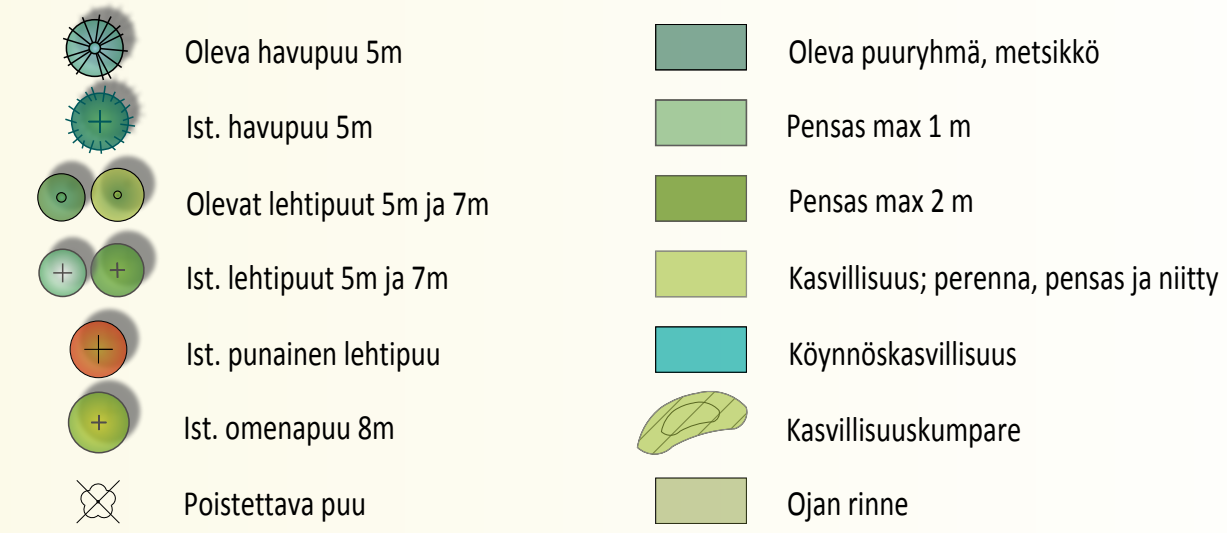 Oleva havupuu 5m
Ist. havupuu 5m
Olevat lehtipuut 5m ja 7m
Ist. lehtipuut 5m ja 7m
Ist. punainen lehtipuu
Ist. omenapuu 8m
Poistettava puu
Oleva puuryhmä, metsikkö
Pensas max 1 m
Pensas max 2 m
Kasvillisuus; perenna, pensas ja niitty
Köynnöskasvillisuus
Kasvillisuuskumpare
Ojan rinne